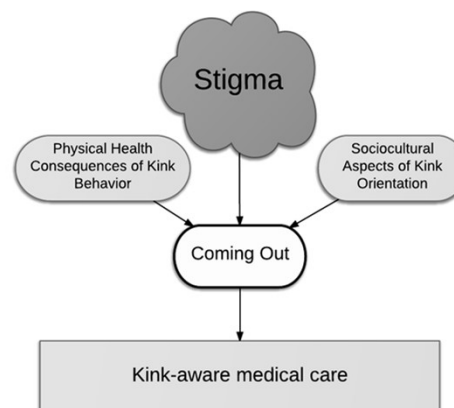 Stigma
Physical Health
Consequences of Kink
Behavior
Sociocultural
Aspects of Kink
Orientation
Coming Out
Kink-aware medical care